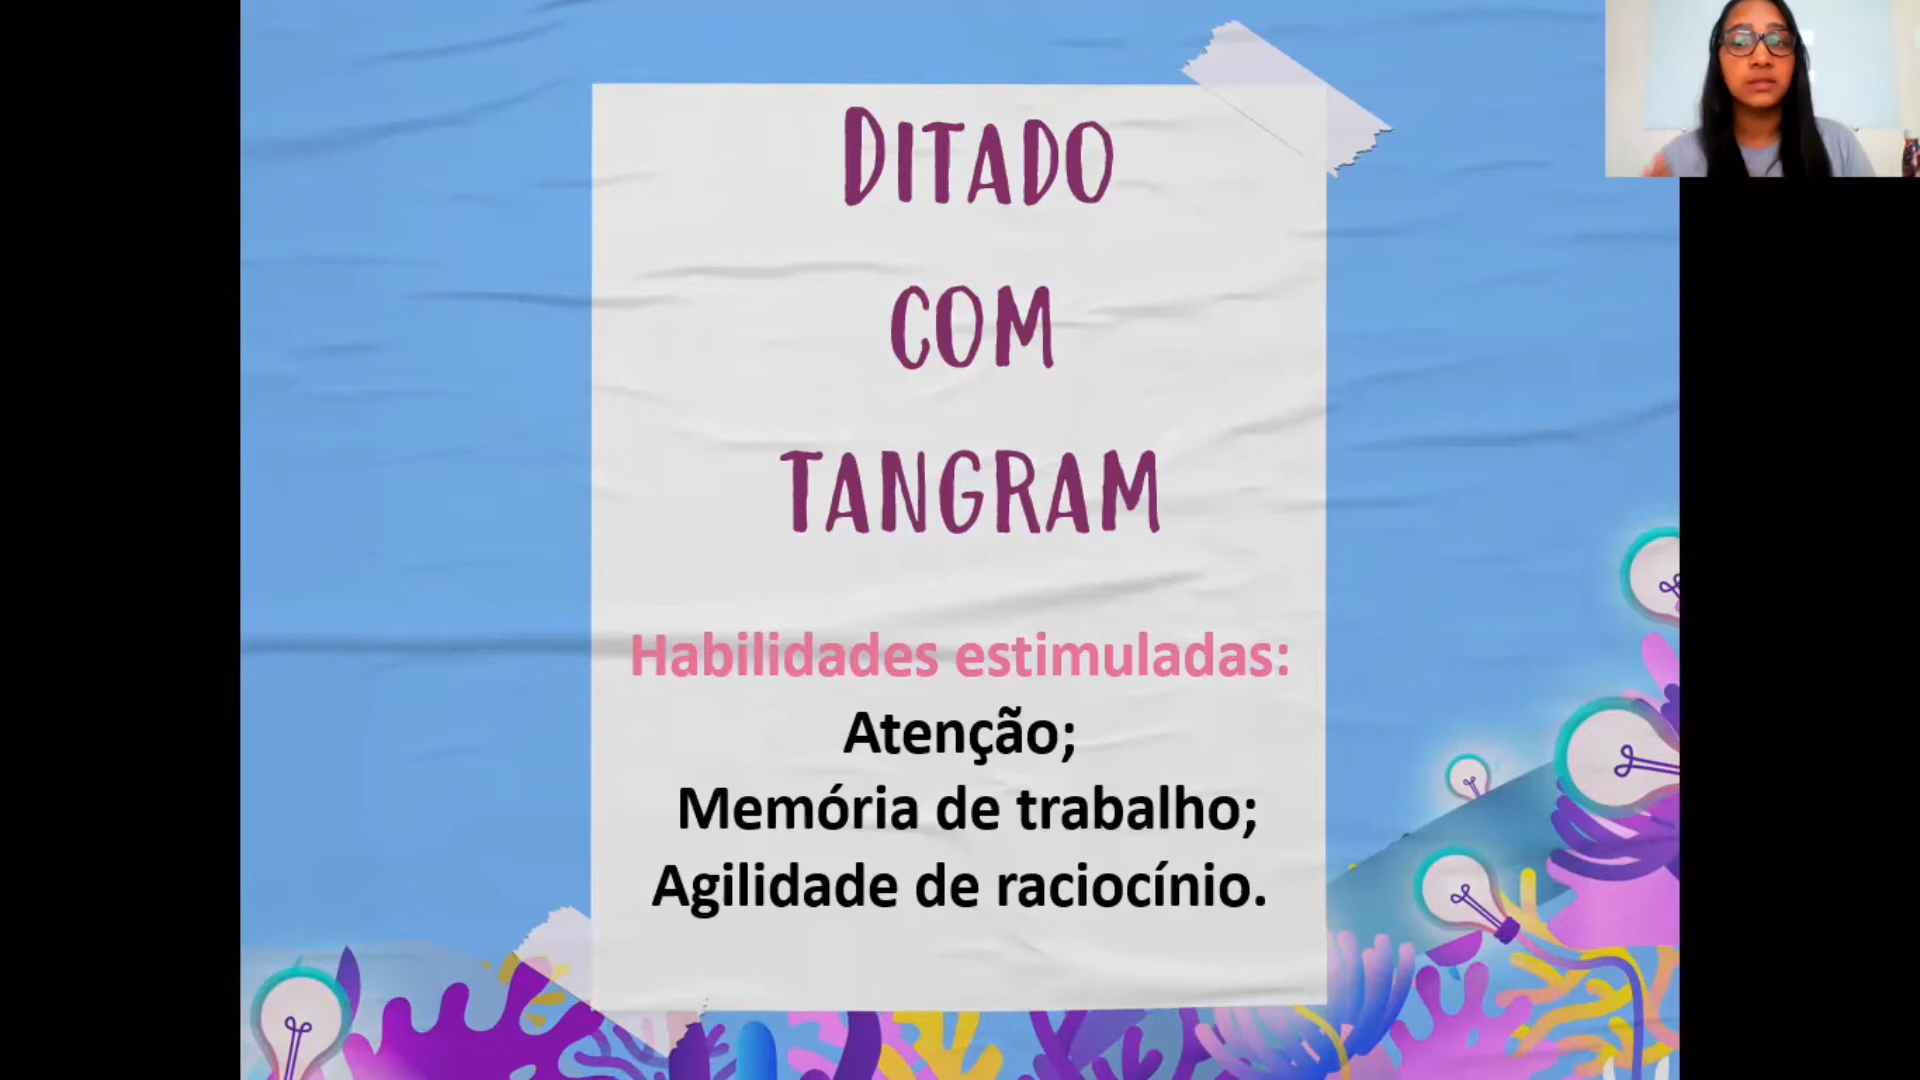 DITADO
COM
TANGRAM
Habilidades estimuladas:
Atenção;
Memória de trabalho;
Agilidade de raciocínio.